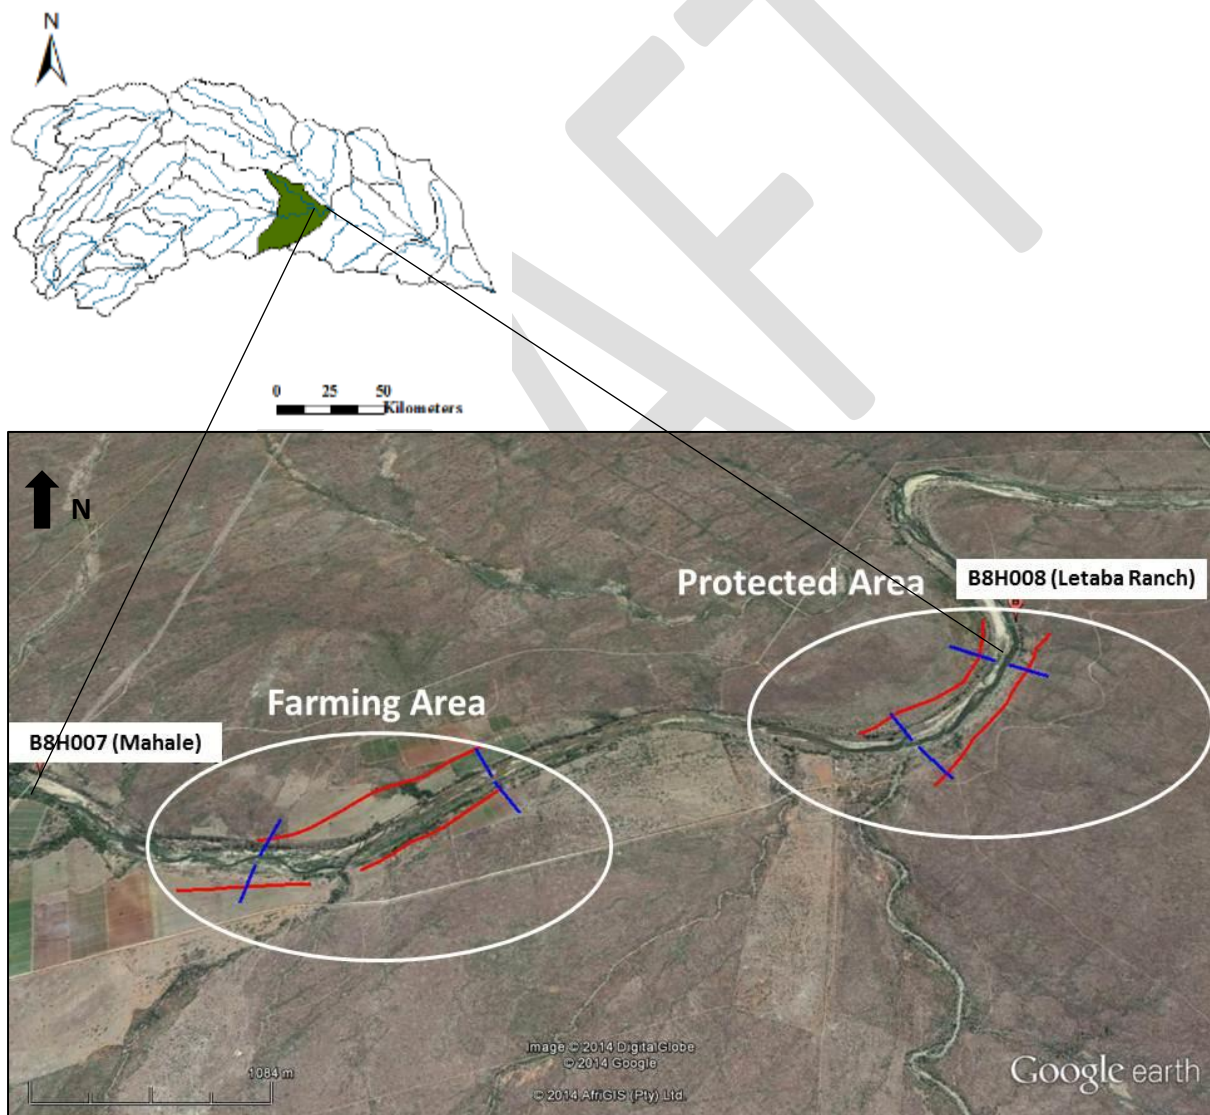 N
0 25 50
Kilometers
N
Protected Area
B8H008 (Letaba Ranch)
Farming Area
B8H007 (Mahale)
Image © 2014 DigitalGlobe
© 2014 Google
1084 m
© 2014 AfriGIS (Pty) Ltd.
Google earth